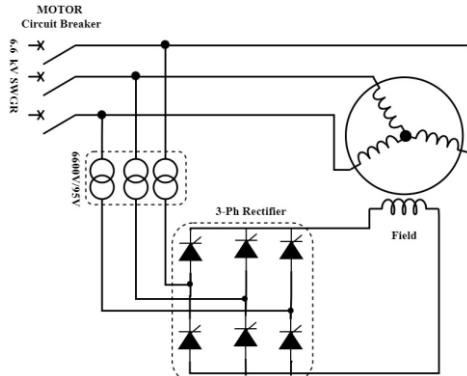 MOTOR
Circuit Breaker
6.6 kV SWGR
6600V/95V
3-Ph Rectifier
Field